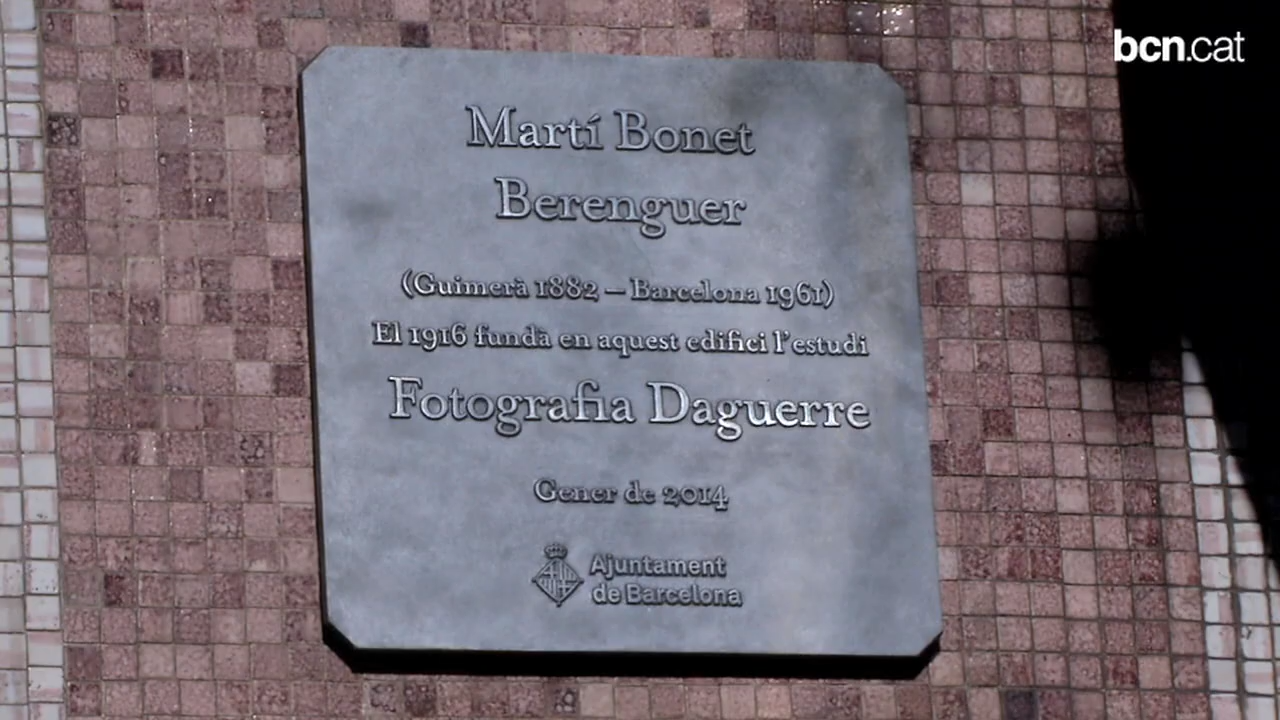 bcn.cat
Martí Bonet
Berenguer
(Guimerà 1882 – Barcelona 1961)
El 1916 fundà en aquest edifici l'estudi
Fotografia Daguerre
Gener de 2014
Ajuntament
de Barcelona